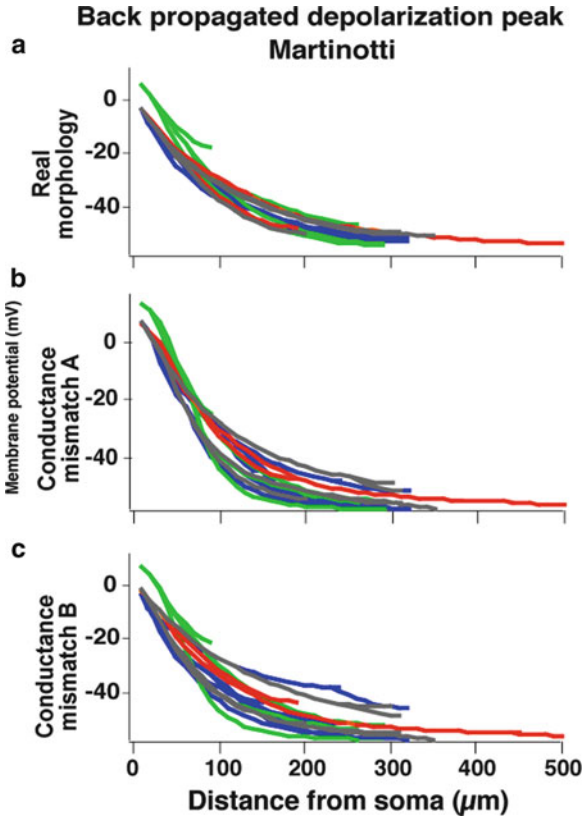 Back propagated depolarization peak
Martinotti
a
Real
morphology
0
-20
-40
b
Membrane potential (mV)
Conductance
mismatch A
0
-20
-40
c
Conductance
mismatch B
0
-20
-40
0 100 200 300 400 500
Distance from soma (μm)